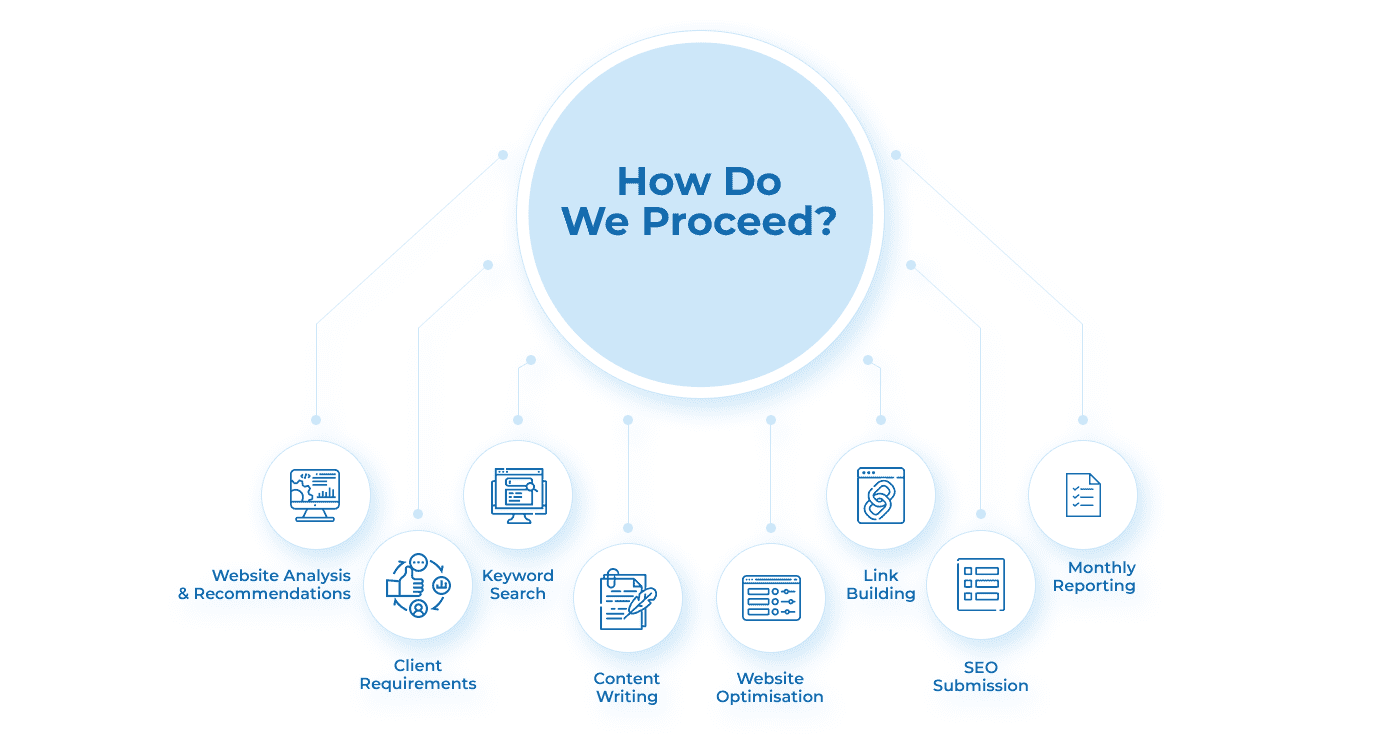 How Do
We Proceed?
Website Analysis
& Recommendations
Client
Requirements
Keyword
Search
Content
Writing
Website
Optimisation
Link
Building
SEO
Submission
Monthly
Reporting